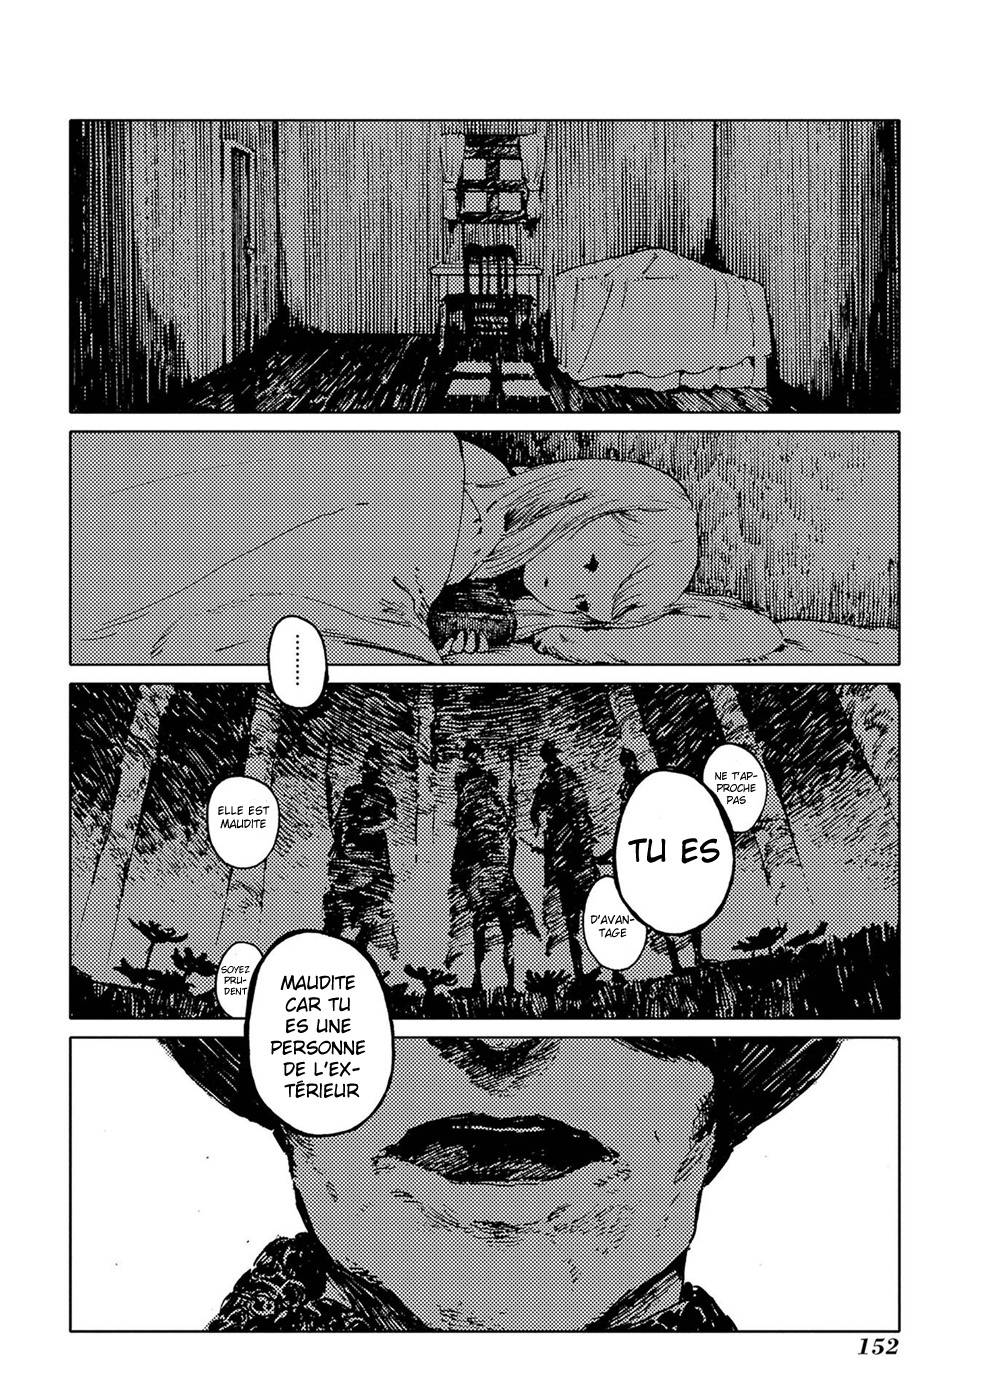 ………
NE T'AP-
PROCHE
PAS
TU ES
D'AVAN-
TAGE
ELLE EST
MAUDITE
SOYEZ
PRU-
DENT
MAUDITE
CAR TU
ES UNE
PERSONNE
DE L'EX-
TÉRIEUR
152